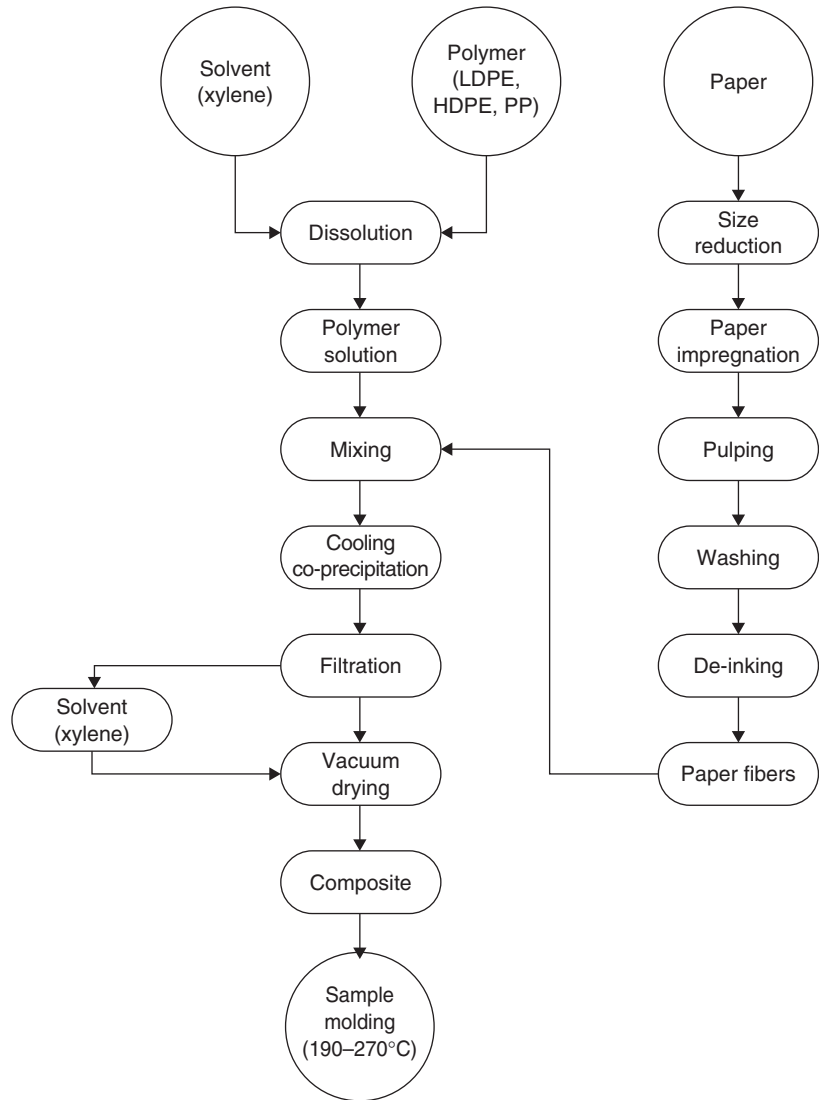 Solvent
(xylene)
Polymer
(LDPE,
HDPE, PP)
Paper
Dissolution
Size
reduction
Polymer
solution
Paper
impregnation
Mixing
Pulping
Cooling
co-precipitation
Washing
Filtration
De-inking
Solvent
(xylene)
Vacuum
drying
Paper fibers
Composite
Sample
molding
(190–270°C)